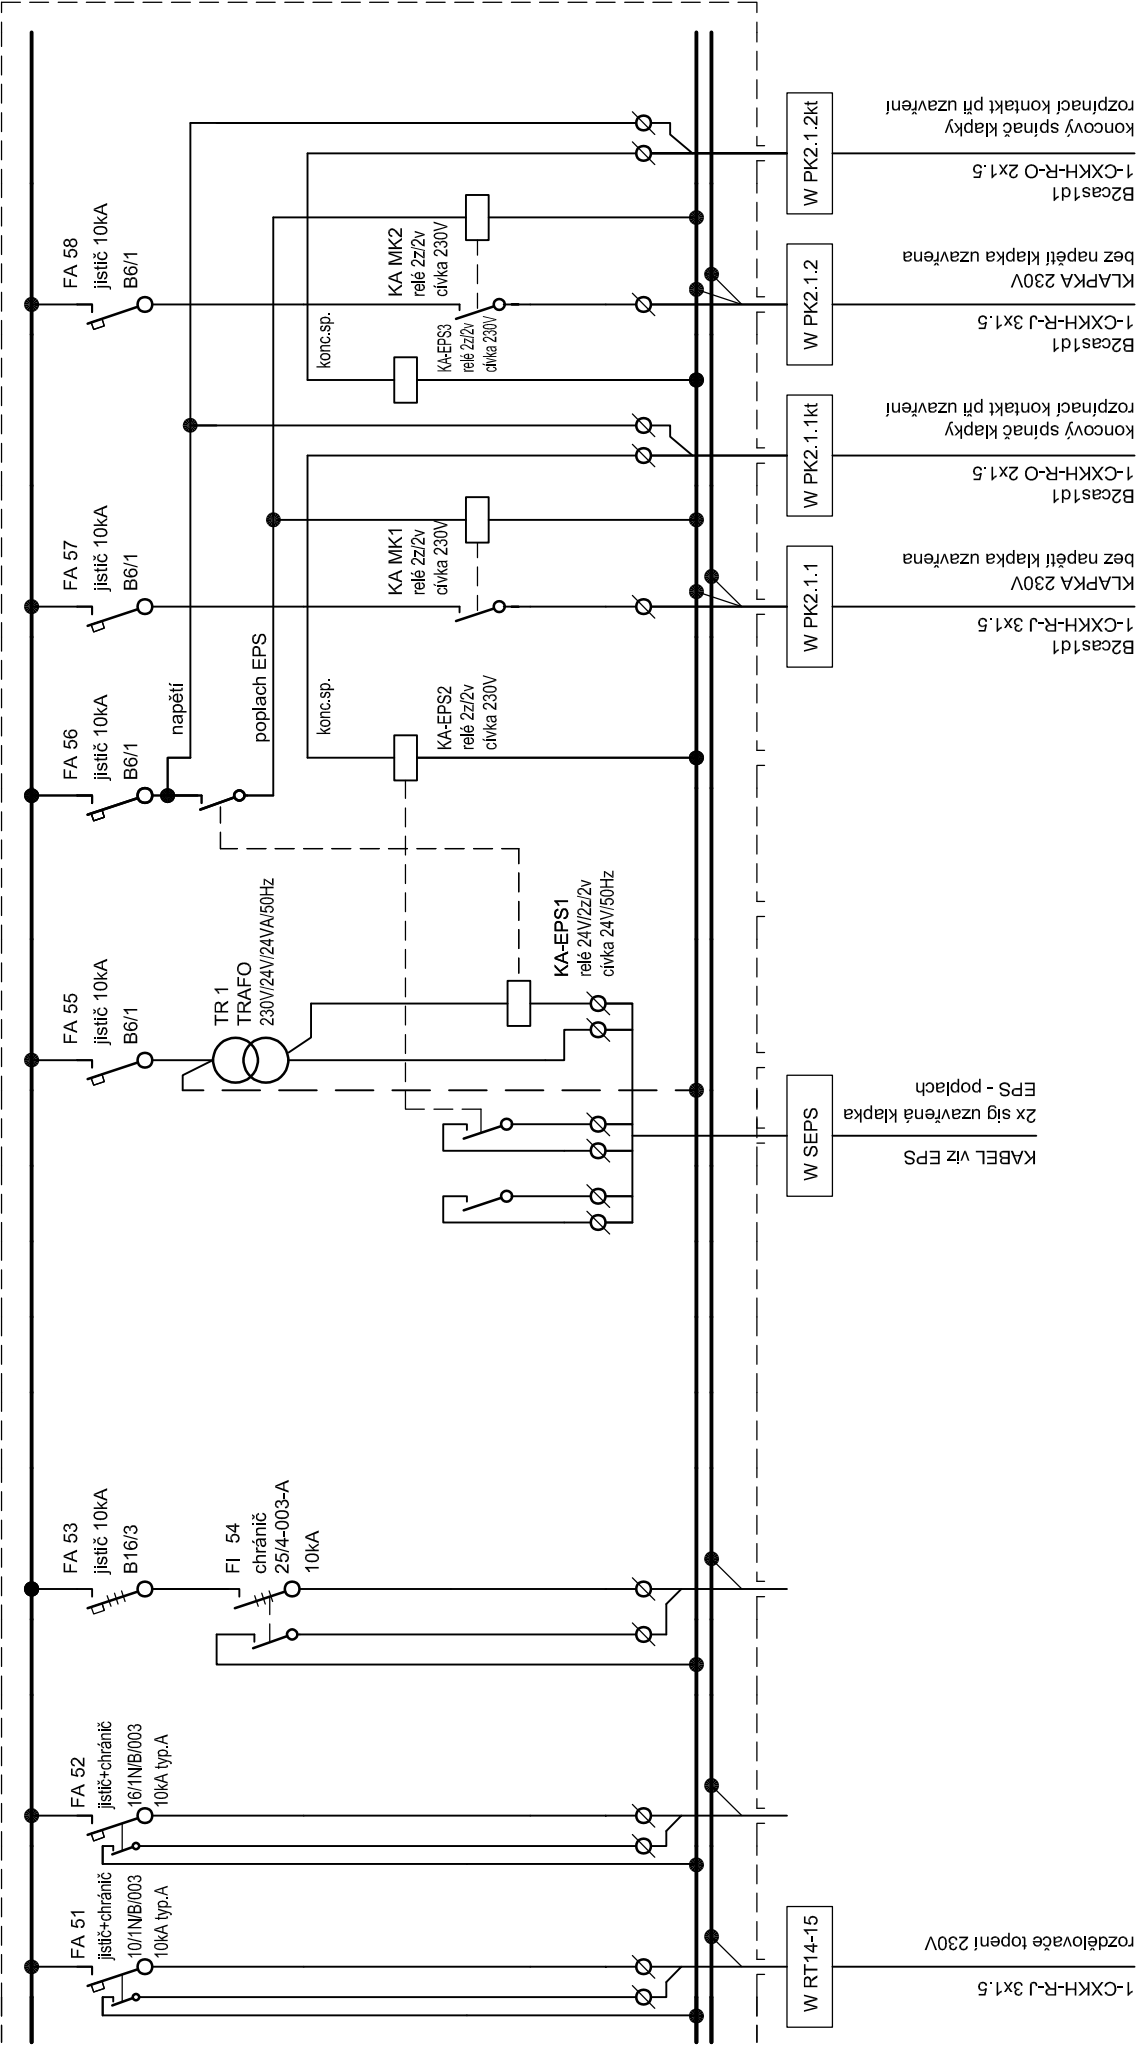 FA 51
jistič+chránič
10/1N/B/003
10kA typ.A
FA 52
jistič+chránič
16/1N/B/003
10kA typ.A
FA 53
jistič 10kA
B16/3
FI 54
chránič
25/4-003-A
10kA
FA 55
jistič 10kA
B6/1
TR 1
TRAFO
230V/24V/24VA/50Hz
KA-EPS1
relé 24V/2z/2v
cívka 24V/50Hz
FA 56
jistič 10kA
B6/1
napětí
poplach EPS
konc.sp.
KA-EPS2
relé 2z/2v
cívka 230V
FA 57
jistič 10kA
B6/1
KA MK1
relé 2z/2v
cívka 230V
FA 58
jistič 10kA
B6/1
konc.sp.
KA MK2
relé 2z/2v
cívka 230V
KA-EPS3
relé 2z/2v
cívka 230V
W RT14-15
W SEPS
W PK2.1.1
W PK2.1.1kt
W PK2.1.2
W PK2.1.2kt
1-CXKH-R-J 3x1.5
rozdělovače topení 230V
KABEL viz EPS
2x sig uzavřená klapka
EPS - poplach
B2cas1d1
1-CXKH-R-J 3x1.5
KLAPKA 230V
bez napětí klapka uzavřena
B2cas1d1
1-CXKH-R-O 2x1.5
koncový spínač klapky
rozpínací kontakt při uzavření
B2cas1d1
1-CXKH-R-J 3x1.5
KLAPKA 230V
bez napětí klapka uzavřena
B2cas1d1
1-CXKH-R-O 2x1.5
koncový spínač klapky
rozpínací kontakt při uzavření